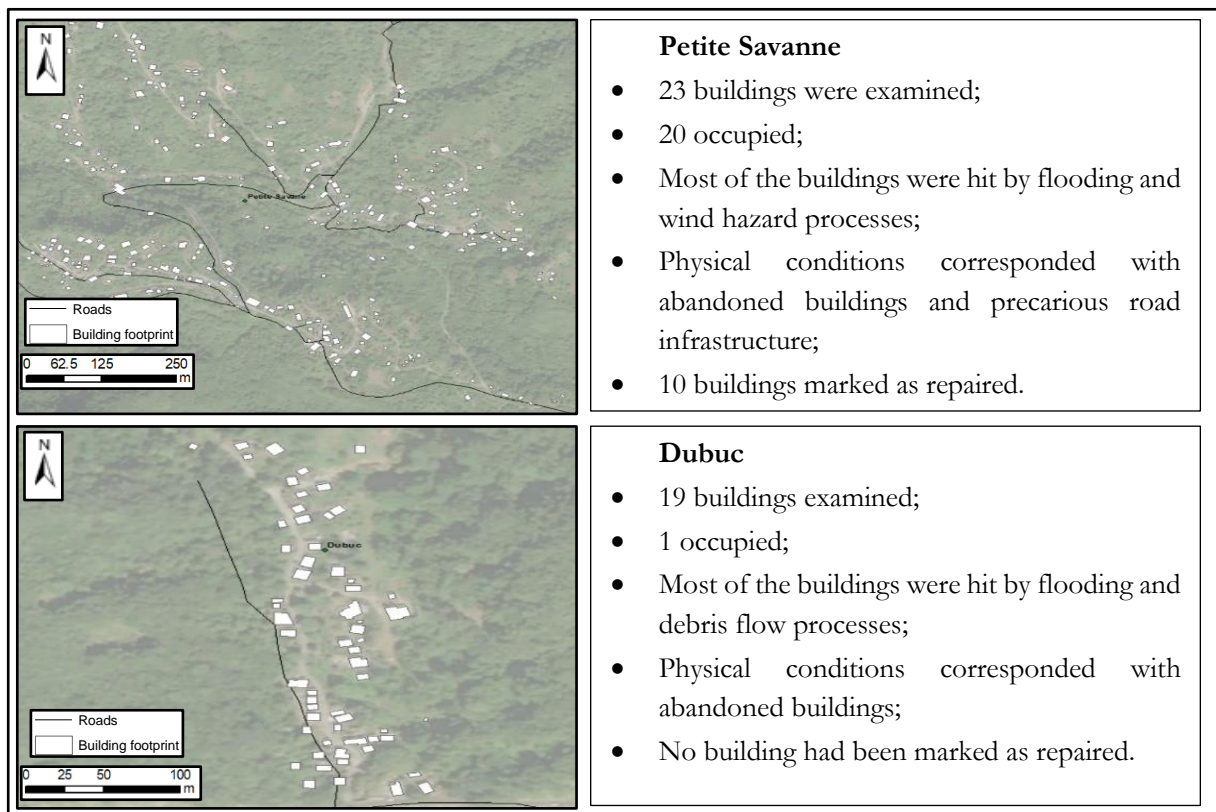 N
Petite Savanne
Roads
Building footprint
0 62.5 125 250
m
Petite Savanne
• 23 buildings were examined;
• 20 occupied;
• Most of the buildings were hit by flooding and
wind hazard processes;
• Physical conditions corresponded with
abandoned buildings and precarious road
infrastructure;
• 10 buildings marked as repaired.
N
Dubuc
Roads
Building footprint
0 25 50 100
m
Dubuc
• 19 buildings examined;
• 1 occupied;
• Most of the buildings were hit by flooding and
debris flow processes;
• Physical conditions corresponded with
abandoned buildings;
• No building had been marked as repaired.